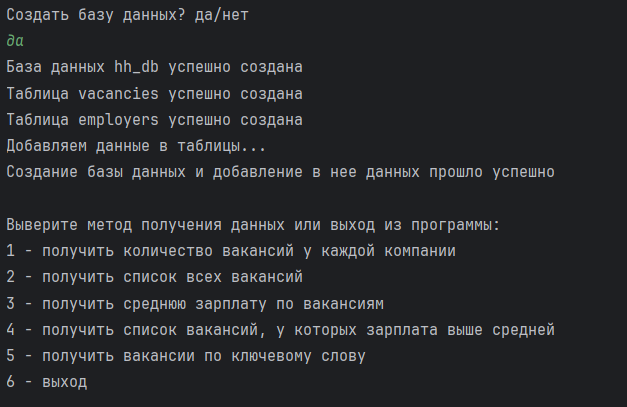 Создать базу данных? да/нет
да
База данных hh_db успешно создана
Таблица vacancies успешно создана
Таблица employers успешно создана
Добавляем данные в таблицы...
Создание базы данных и добавление в нее данных прошло успешно
Выверите метод получения данных или выход из программы:
1 - получить количество вакансий у каждой компании
2 - получить список всех вакансий
3 - получить среднюю зарплату по вакансиям
4 - получить список вакансий, у которых зарплата выше средней
5 - получить вакансии по ключевому слову
6 - выход